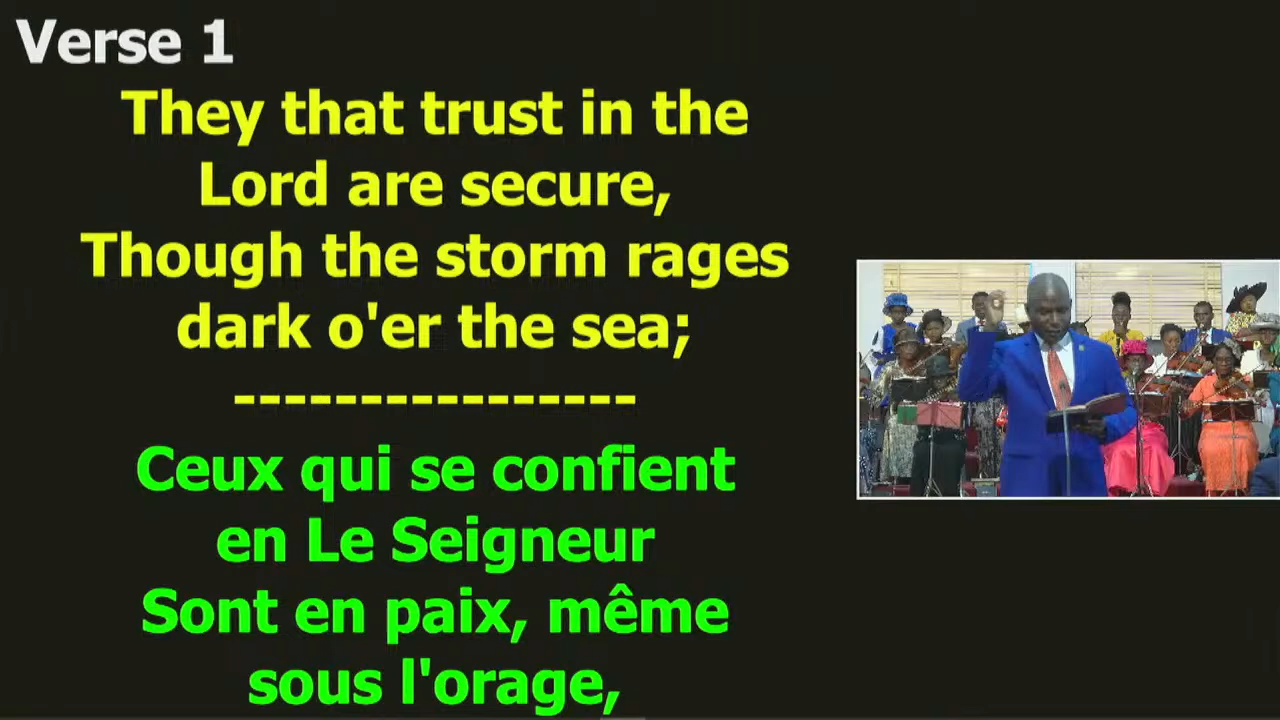 Verse 1
They that trust in the
Lord are secure,
Though the storm rages
dark o'er the sea;
----------------
Ceux qui se confient
en Le Seigneur
Sont en paix, même
sous l'orage,